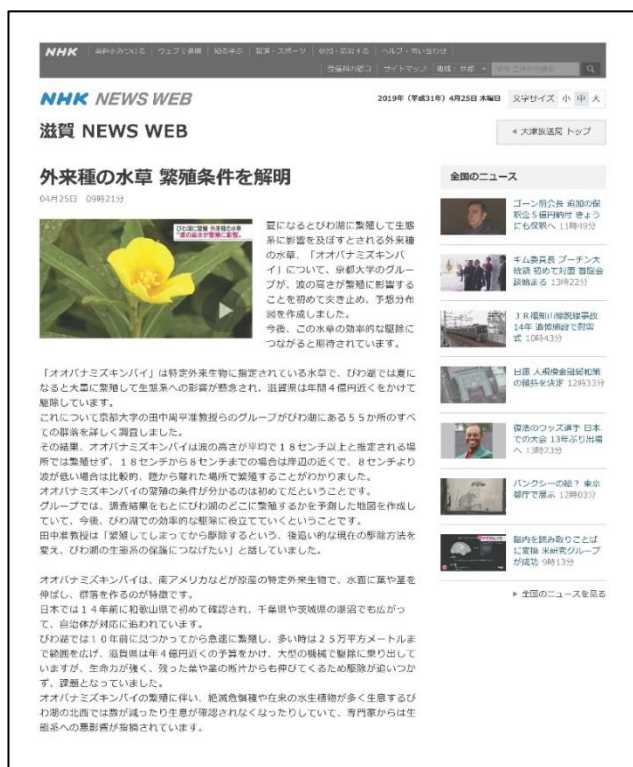 NHK
NHK NEWS WEB
2019年（平成31年）4月25日 木曜日
文字サイズ 小 中 大
滋賀 NEWS WEB
大津放送局 トップ
外来種の水草 繁殖条件を解明
04月25日 09時21分
びわ湖に繁殖 外来種の水草
“波の高さが繁殖に影響”
夏になるとびわ湖に繁殖して生態
系に影響を及ぼすとされる外来種
の水草、「オオバナミズキンバ
イ」について、京都大学のグルー
プが、波の高さが繁殖に影響する
ことを初めて突き止め、予想分布
図を作成しました。
今後、この水草の効率的な駆除に
つながると期待されています。
「オオバナミズキンバイ」は特定外来生物に指定されている水草で、びわ湖では夏に
なると大量に繁殖して生態系への影響が懸念され、滋賀県は年間４億円近くをかけて
駆除しています。
これについて京都大学の田中周平准教授らのグループがびわ湖にある５５か所のすべ
ての群落を詳しく調査しました。
その結果、オオバナミズキンバイは波の高さが平均で１８センチ以上と推定される場
所では繁殖せず、１８センチから８センチまでの場合は岸辺の近くで、８センチより
波が低い場合は比較的、陸から離れた場所で繁殖することがわかりました。
オオバナミズキンバイの繁殖の条件が分かるのは初めてだということです。
グループでは、調査結果をもとにびわ湖のどこに繁殖するかを予測した地図を作成し
ていて、今後、びわ湖での効率的な駆除に役立てていくということです。
田中准教授は「繁殖してしまってから駆除するという、後追い的な現在の駆除方法を
変え、びわ湖の生態系の保護につなげたい」と話していました。
オオバナミズキンバイは、南アメリカなどが原産の特定外来生物で、水面に葉や茎を
伸ばし、群落を作るのが特徴です。
日本では１４年前に和歌山県で初めて確認され、千葉県や茨城県の湖沼でも広がっ
て、自治体が対応に追われています。
びわ湖では１０年前に見つかってから急速に繁殖し、多い時は２５万平方メートルま
で範囲を広げ、滋賀県は年４億円近くの予算をかけ、大型の機械で駆除に乗り出して
いますが、生命力が強く、残った葉や茎の断片からも伸びてくるため駆除が追いつか
ず、課題となっていました。
オオバナミズキンバイの繁殖に伴い、絶滅危惧種や在来の水生植物が多く生息するび
わ湖の北西では数が減ったり生息が確認されなくなったりしていて、専門家からは生
態系への悪影響が指摘されています。
全国のニュース
ゴーン前会長 追加の保
釈金５億円納付 きょう
にも保釈へ 11時49分
キム委員長 プーチン大
統領 初めて対面 首脳会
談始まる 13時22分
ＪＲ福知山線脱線事故
14年 追悼施設で慰霊
式 10時43分
日銀 大規模金融緩和策
の維持を決定 12時33分
復活のウッズ選手 日本
での大会 13年ぶり出場
へ 13時23分
バンクシーの絵？ 東京
都庁で展示 12時03分
脳内を読み取りことば
に変換 米研究グループ
が成功 9時13分
全国のニュースを見る